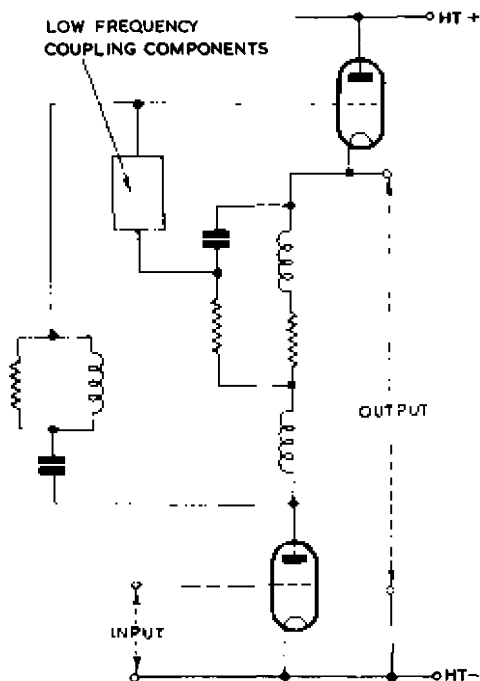 LOW FREQUENCY
COUPLING COMPONENTS
HT +
OUTPUT
INPUT
HT-